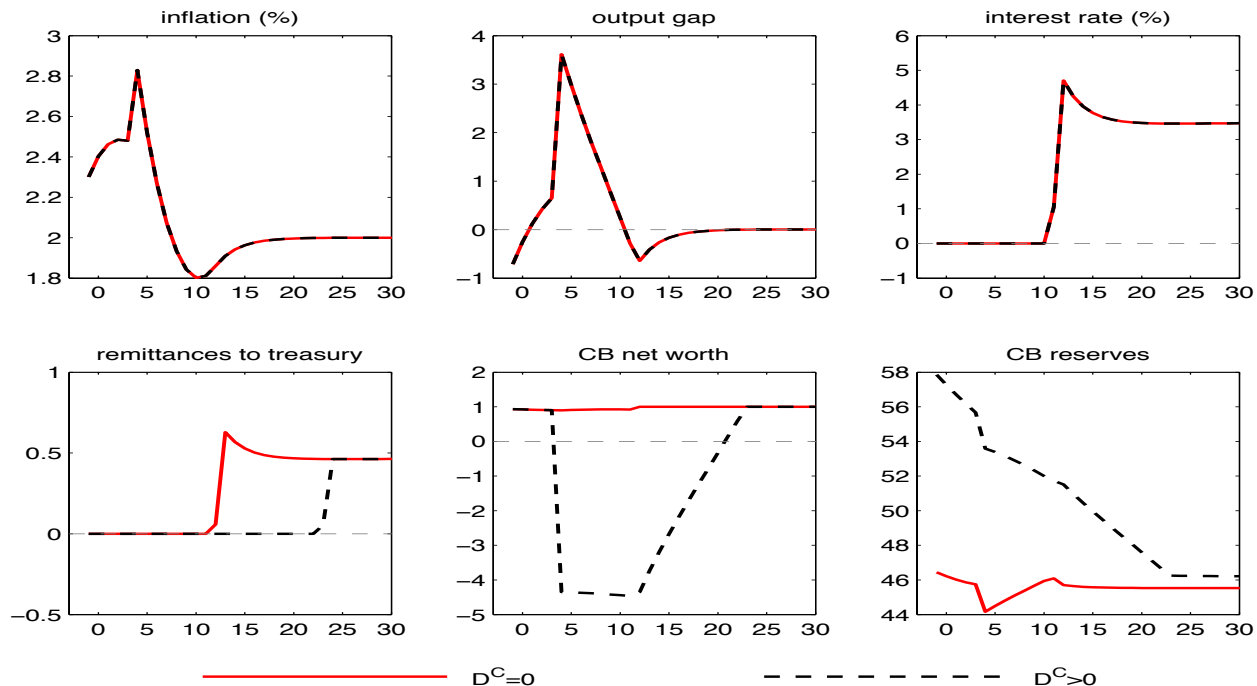 inflation (%)
output gap
interest rate (%)
3
2.8
2.6
2.4
2.2
2
1.8
0 5 10 15 20 25 30
4
3
2
1
0
−1
0 5 10 15 20 25 30
6
5
4
3
2
1
0
−1
0 5 10 15 20 25 30
remittances to treasury
CB net worth
CB reserves
1
0.5
0
−0.5
0 5 10 15 20 25 30
2
1
0
−1
−2
−3
−4
−5
0 5 10 15 20 25 30
58
56
54
52
50
48
46
44
0 5 10 15 20 25 30
D^C=0
D^C>0